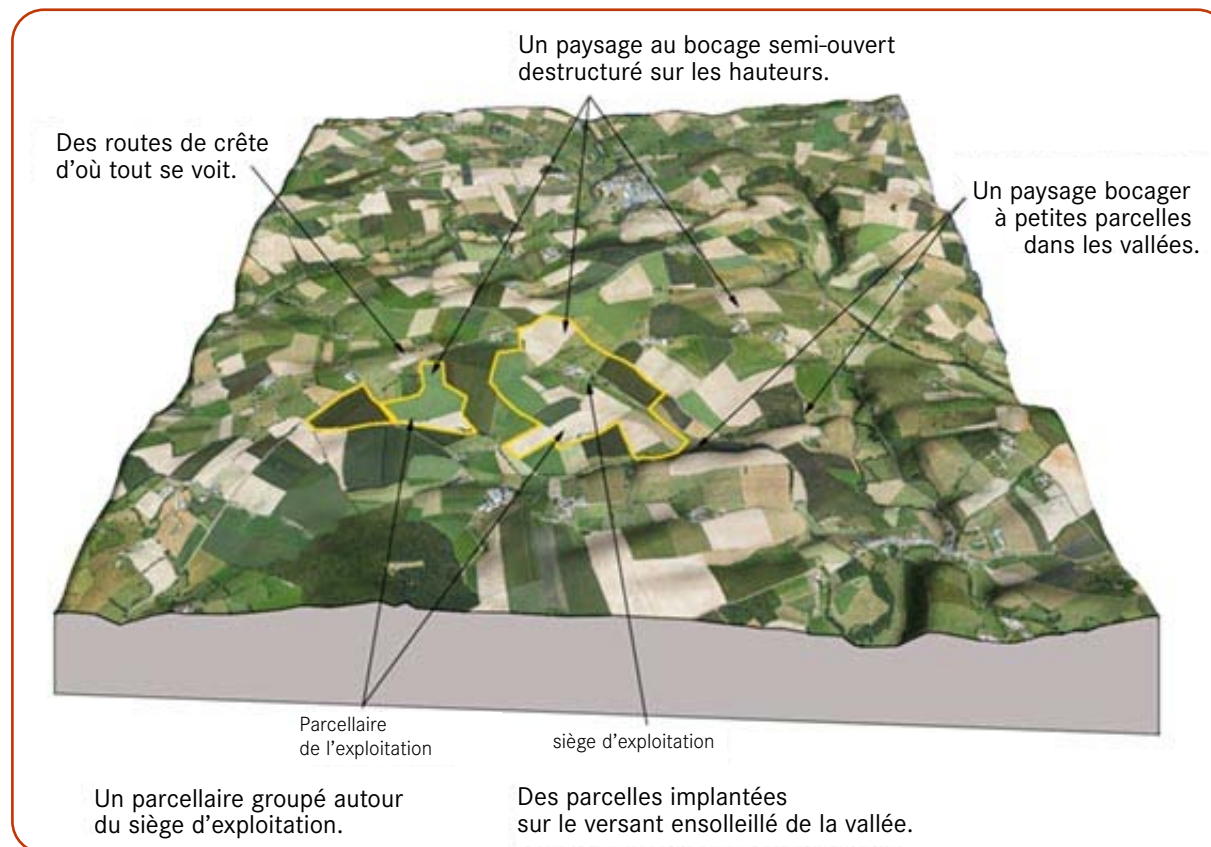 Un paysage au bocage semi-ouvert
destructuré sur les hauteurs.
Des routes de crête
d'où tout se voit.
Un paysage bocager
à petites parcelles
dans les vallées.
Parcellaire
de l'exploitation
siège d'exploitation
Un parcellaire groupé autour
du siège d'exploitation.
Des parcelles implantées
sur le versant ensolleillé de la vallée.